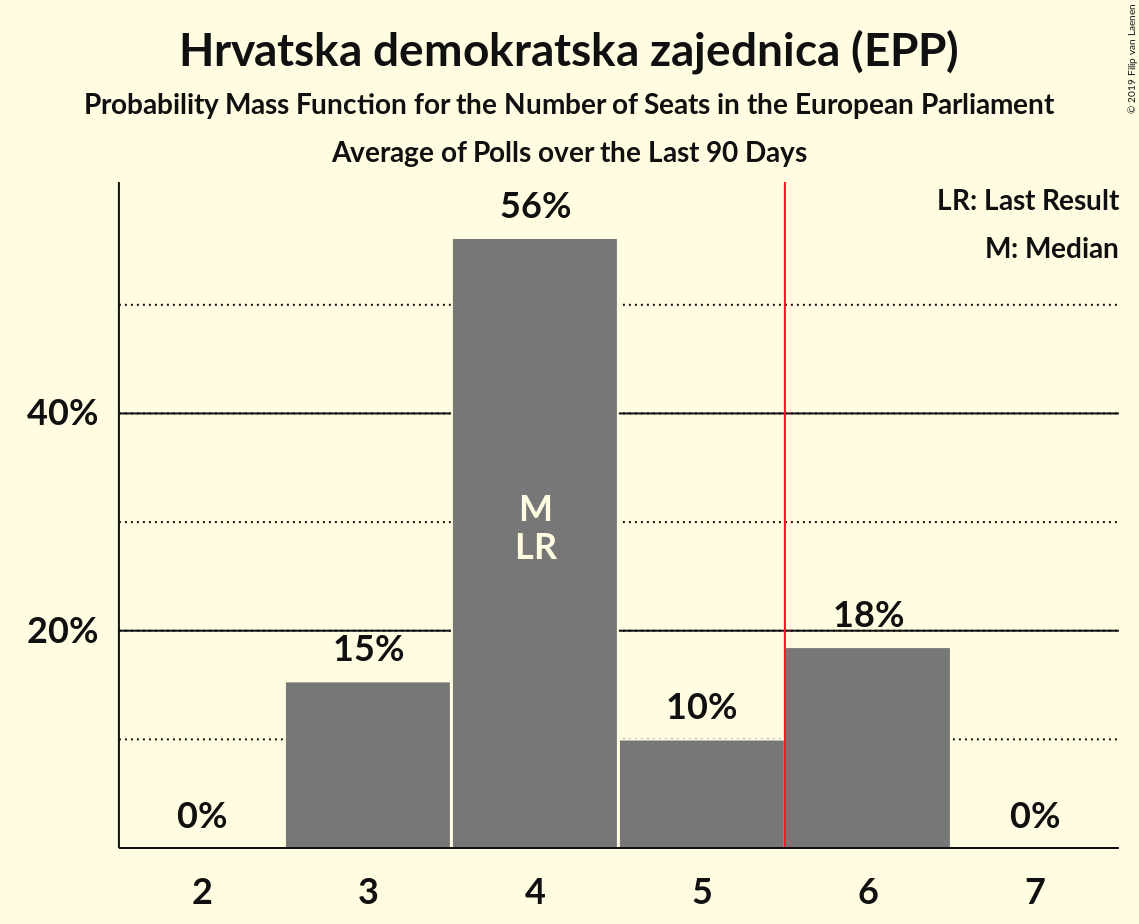 Hrvatska demokratska zajednica (EPP)
Probability Mass Function for the Number of Seats in the European Parliament
Average of Polls over the Last 90 Days
© 2019 Filip van Laenen
LR: Last Result
M: Median
56%
40%
M
LR
20%
18%
15%
10%
0%
0%
2
3
4
5
6
7